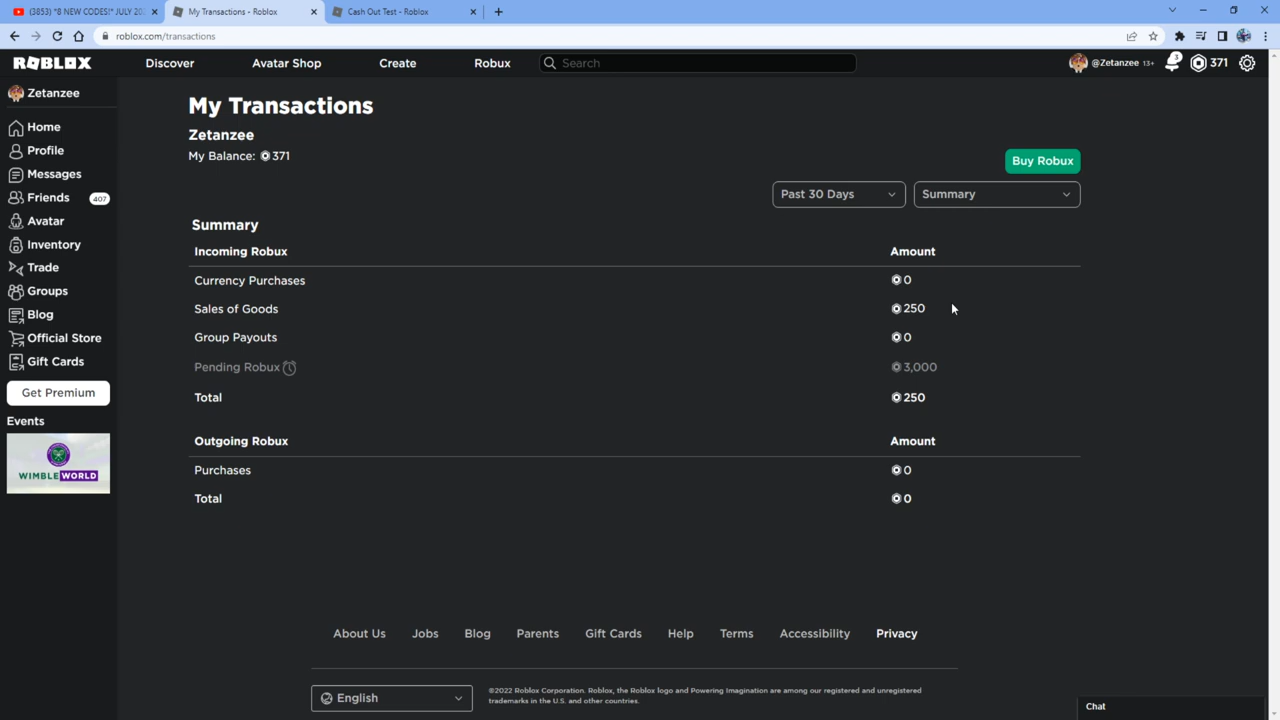 (3853) *8 NEW CODES!* JULY 20
My Transactions - Roblox
Cash Out Test - Roblox
roblox.com/transactions
ROBLOX
Discover
Avatar Shop
Create
Robux
Search
@Zetanzee 13+
3
371
Zetanzee
Home
Profile
Messages
Friends 407
Avatar
Inventory
Trade
Groups
Blog
Official Store
Gift Cards
Get Premium
Events
WIMBLEWORLD
My Transactions
Zetanzee
My Balance: 371
Buy Robux
Past 30 Days
Summary
Summary
Incoming Robux Amount
Currency Purchases 0
Sales of Goods 250
Group Payouts 0
Pending Robux 3,000
Total 250
Outgoing Robux Amount
Purchases 0
Total 0
About Us Jobs Blog Parents Gift Cards Help Terms Accessibility Privacy
English
©2022 Roblox Corporation. Roblox, the Roblox logo and Powering Imagination are among our registered and unregistered
trademarks in the U.S. and other countries.
Chat